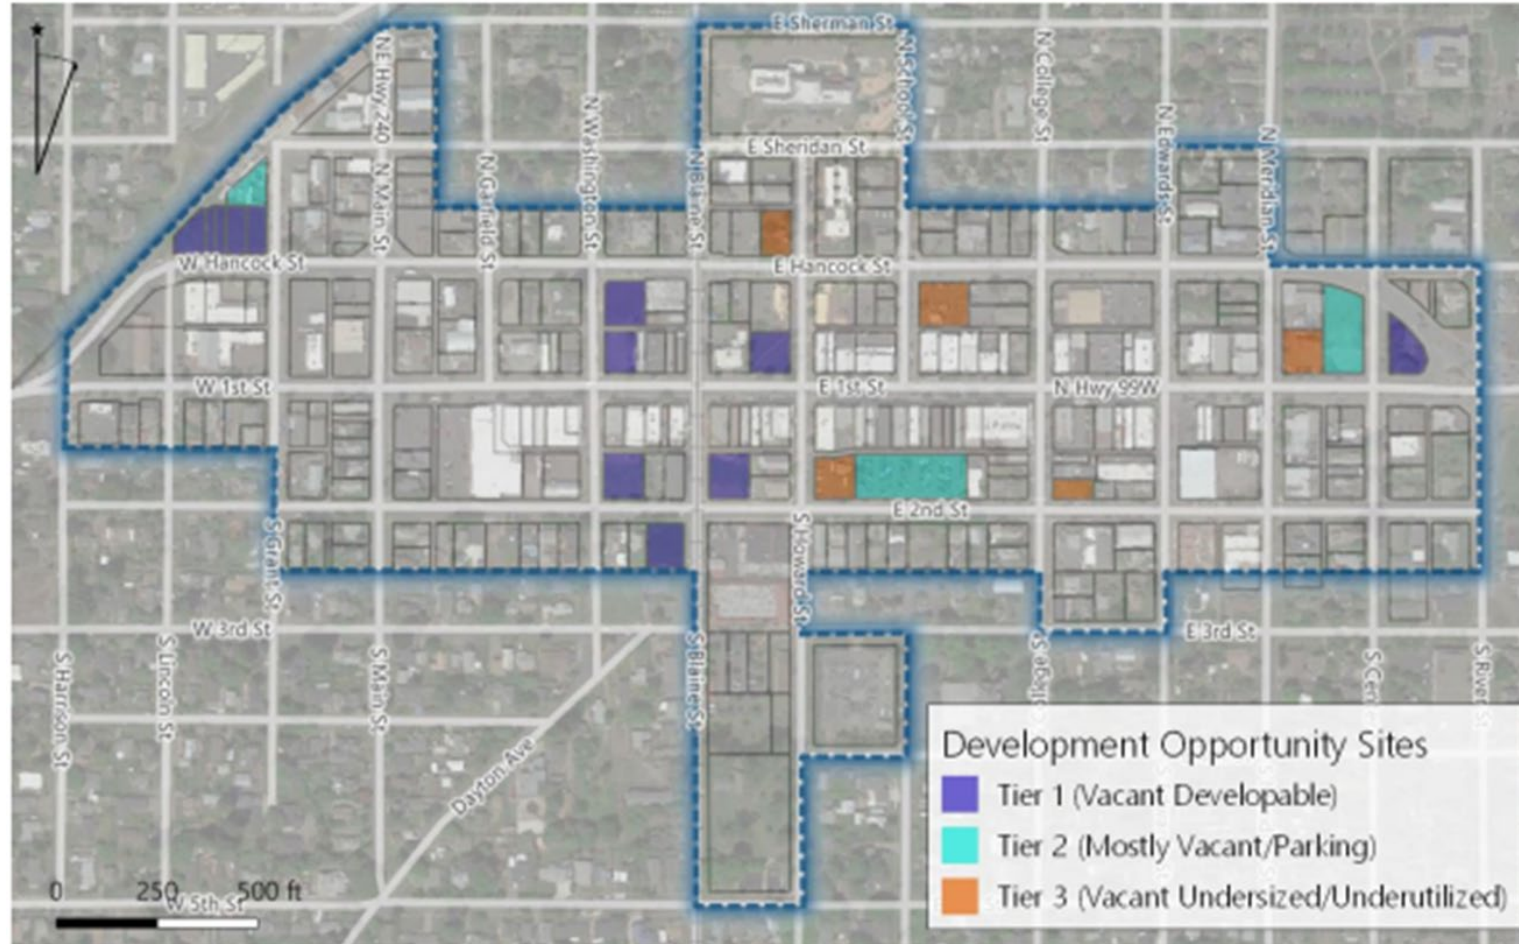 E Sherman St
NE Hwy 240
N School St
N College St
N Washington St
N Edwards St
N Meridian St
E Sheridan St
N Main St
N Garfield St
N Blaine St
W Hancock St
E Hancock St
W 1st St
E 1st St
N Hwy 99W
E 2nd St
S Grant St
S Howard St
W 3rd St
E 3rd St
S Harrison St
S Lincoln St
S Main St
S Blaine St
S River St
Dayton Ave
Development Opportunity Sites
Tier 1 (Vacant Developable)
Tier 2 (Mostly Vacant/Parking)
Tier 3 (Vacant Undersized/Underutilized)
0 250 500 ft
W 5th St